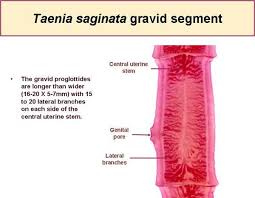 Taenia saginata gravid segment
Central uterine
stem
• The gravid proglottides
are longer than wider
(16-20 X 5-7mm) with 15
to 20 lateral branches
on each side of the
central uterine stem.
Genital
pore
Lateral
branches